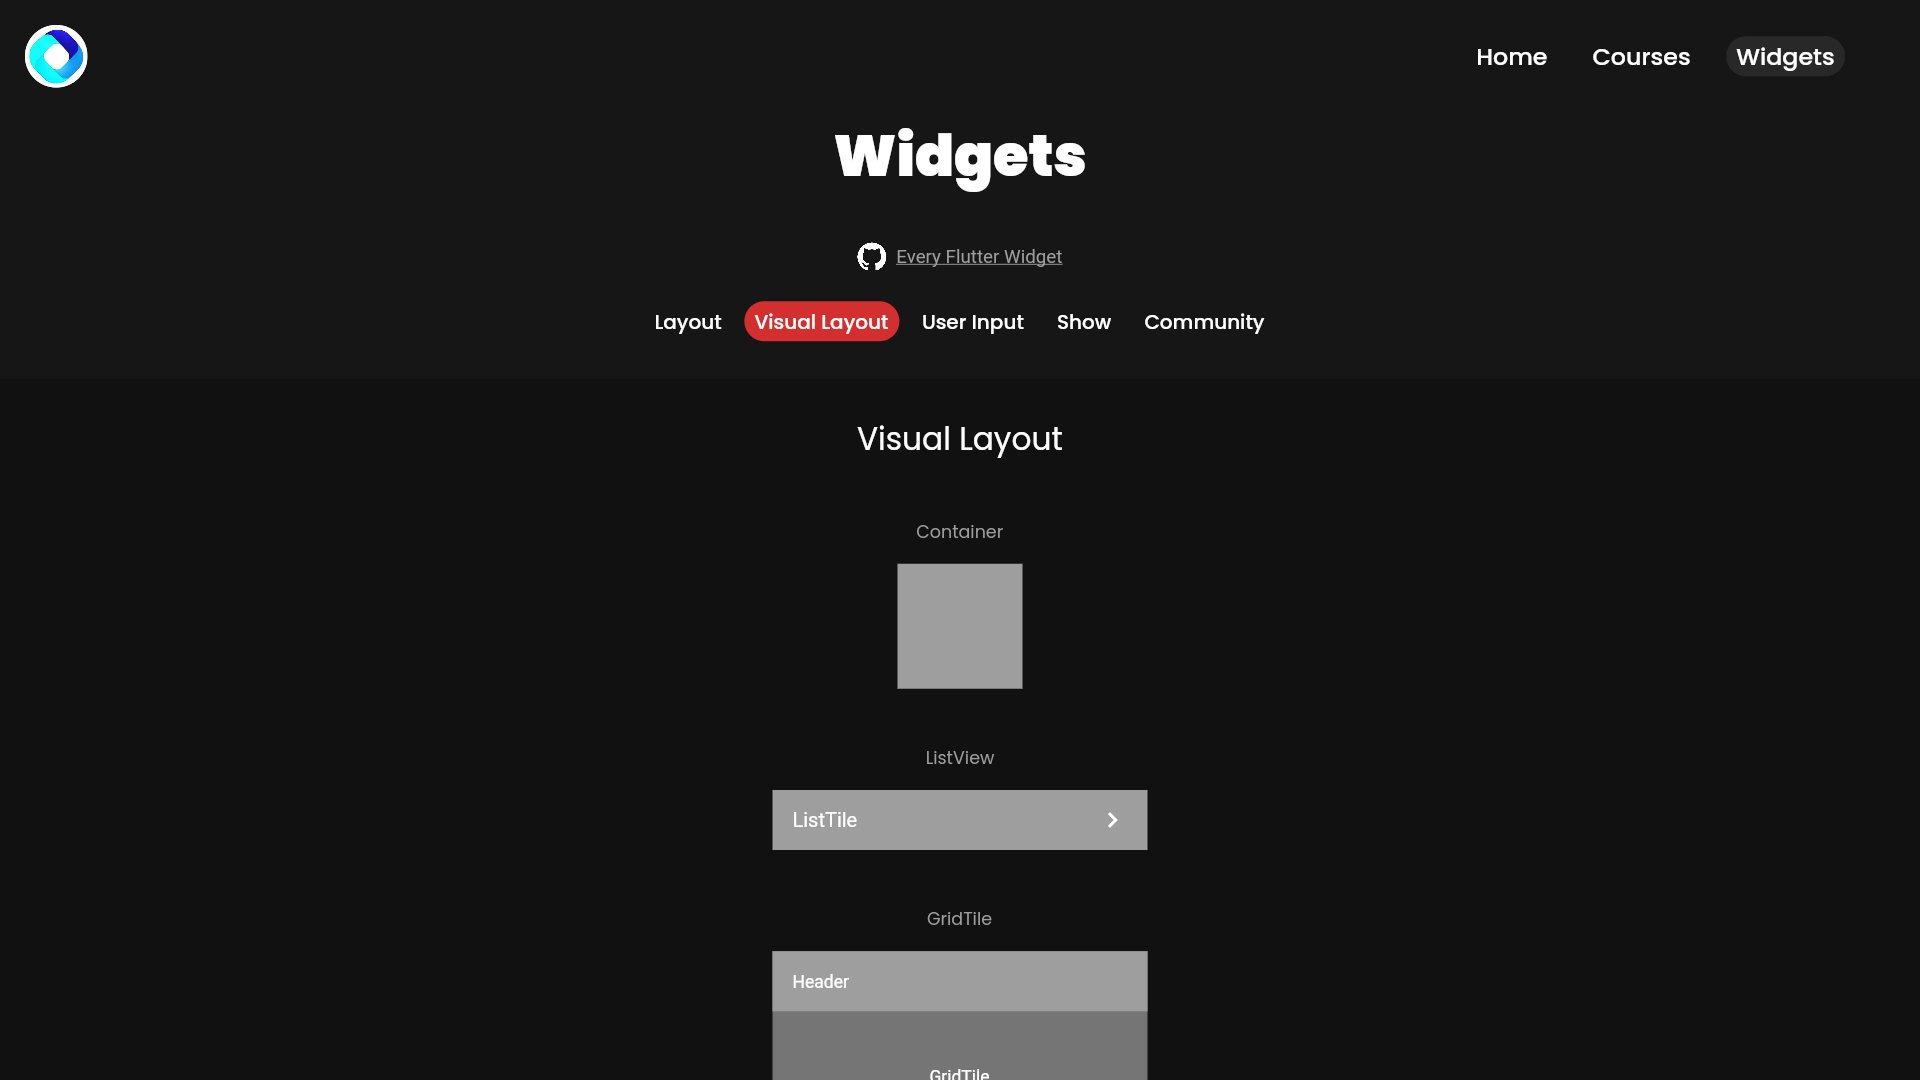 Home Courses Widgets
Widgets
Every Flutter Widget
Layout Visual Layout User Input Show Community
Visual Layout
Container
ListView
ListTile
GridTile
Header
GridTile